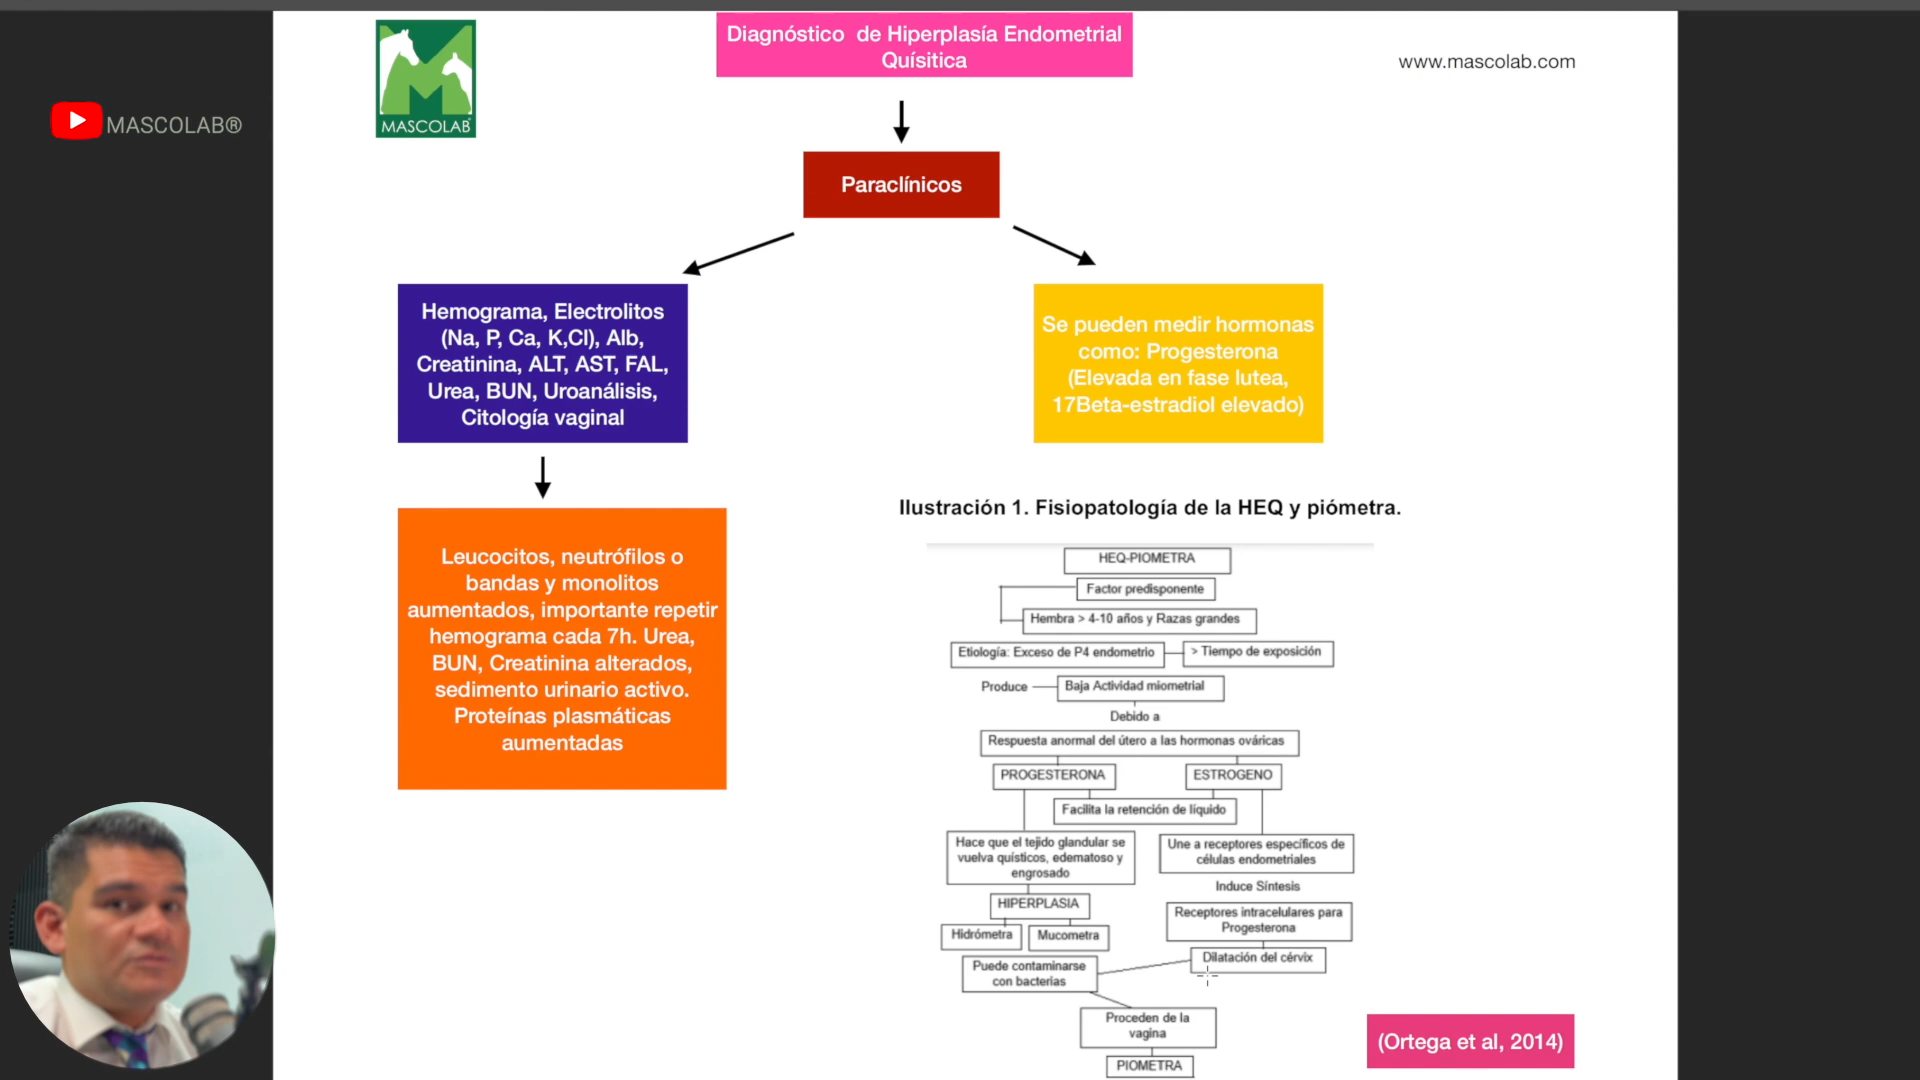 Diagnóstico  de Hiperplasía Endometrial
Quísitica
www.mascolab.com
MASCOLAB
MASCOLAB®
Paraclínicos
Hemograma, Electrolitos
(Na, P, Ca, K,Cl), Alb,
Creatinina, ALT, AST, FAL,
Urea, BUN, Uroanálisis,
Citología vaginal
Se pueden medir hormonas
como: Progesterona
(Elevada en fase lutea,
17Beta-estradiol elevado)
Leucocitos, neutrófilos o
bandas y monolitos
aumentados, importante repetir
hemograma cada 7h. Urea,
BUN, Creatinina alterados,
sedimento urinario activo.
Proteínas plasmáticas
aumentadas
Ilustración 1. Fisiopatología de la HEQ y piómetra.
HEQ-PIOMETRA
Factor predisponente
Hembra > 4-10 años y Razas grandes
Etiología: Exceso de P4 endometrio
> Tiempo de exposición
Produce
Baja Actividad miometrial
Debido a
Respuesta anormal del útero a las hormonas ováricas
PROGESTERONA
ESTROGENO
Facilita la retención de líquido
Hace que el tejido glandular se
vuelva quísticos, edematoso y
engrosado
Une a receptores específicos de
células endometriales
Induce Síntesis
HIPERPLASIA
Receptores intracelulares para
Progesterona
Hidrómetra
Mucometra
Dilatación del cérvix
Puede contaminarse
con bacterias
Proceden de la
vagina
PIOMETRA
(Ortega et al, 2014)